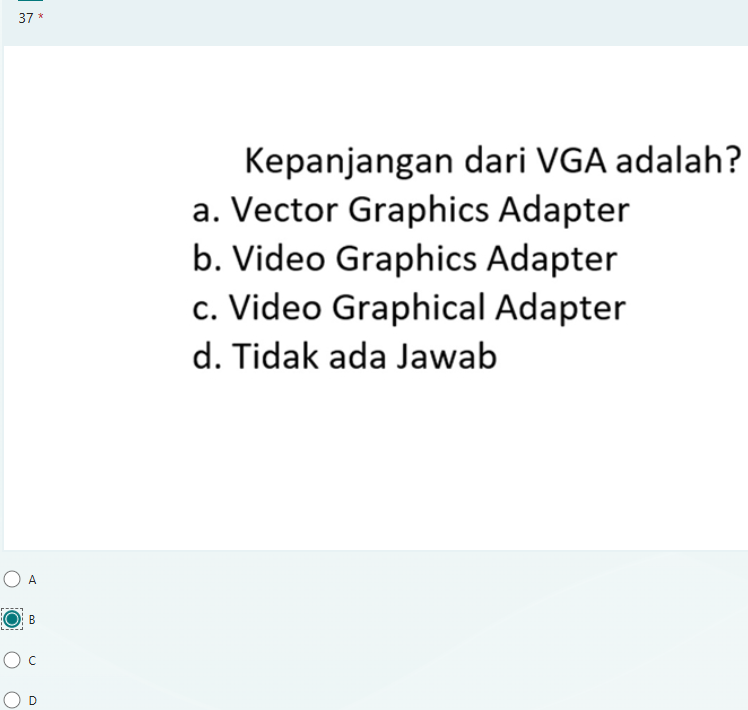 37 *
Kepanjangan dari VGA adalah?
a. Vector Graphics Adapter
b. Video Graphics Adapter
c. Video Graphical Adapter
d. Tidak ada Jawab
A
B
C
D